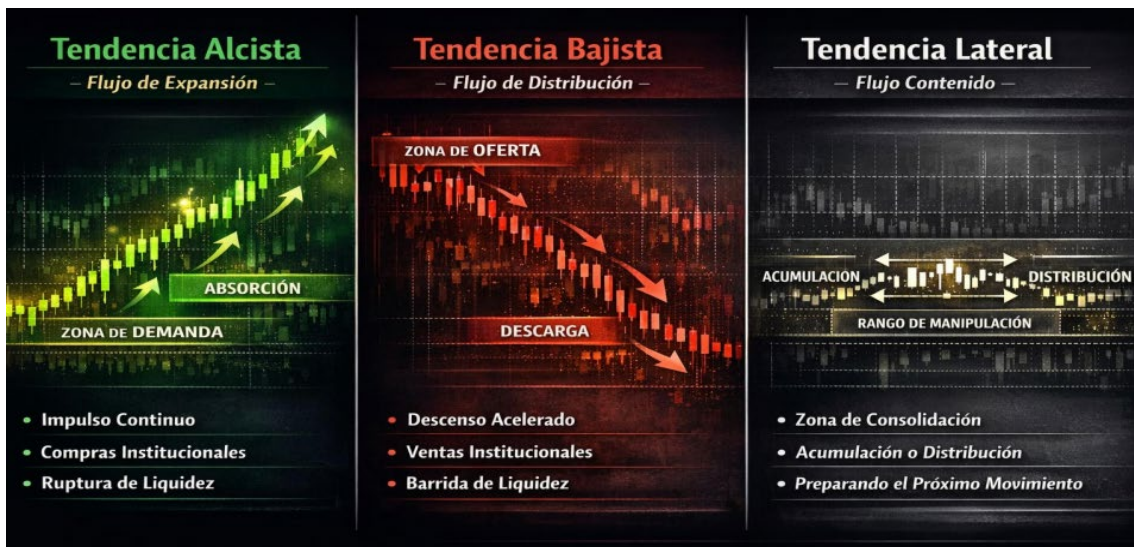 Tendencia Alcista
– Flujo de Expansión –
ABSORCIÓN
ZONA DE DEMANDA
• Impulso Continuo
• Compras Institucionales
• Ruptura de Liquidez
Tendencia Bajista
– Flujo de Distribución –
ZONA DE OFERTA
DESCARGA
• Descenso Acelerado
• Ventas Institucionales
• Barrida de Liquidez
Tendencia Lateral
– Flujo Contenido –
ACUMULACIÓN
DISTRIBUCIÓN
RANGO DE MANIPULACIÓN
• Zona de Consolidación
• Acumulación o Distribución
• Preparando el Próximo Movimiento